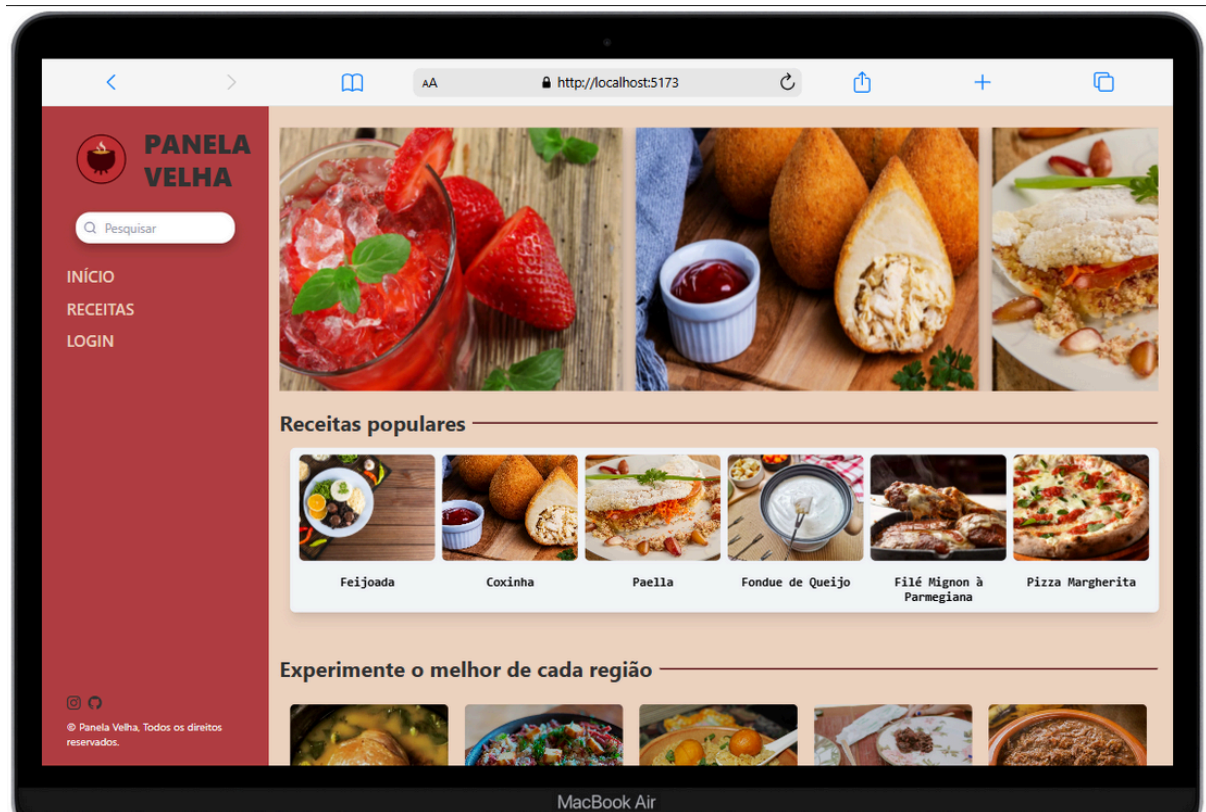 AA
http://localhost:5173
PANELA
VELHA
Pesquisar
INÍCIO
RECEITAS
LOGIN
© Panela Velha, Todos os direitos
reservados.
Receitas populares
Feijoada
Coxinha
Paella
Fondue de Queijo
Filé Mignon à
Parmegiana
Pizza Margherita
Experimente o melhor de cada região
MacBook Air